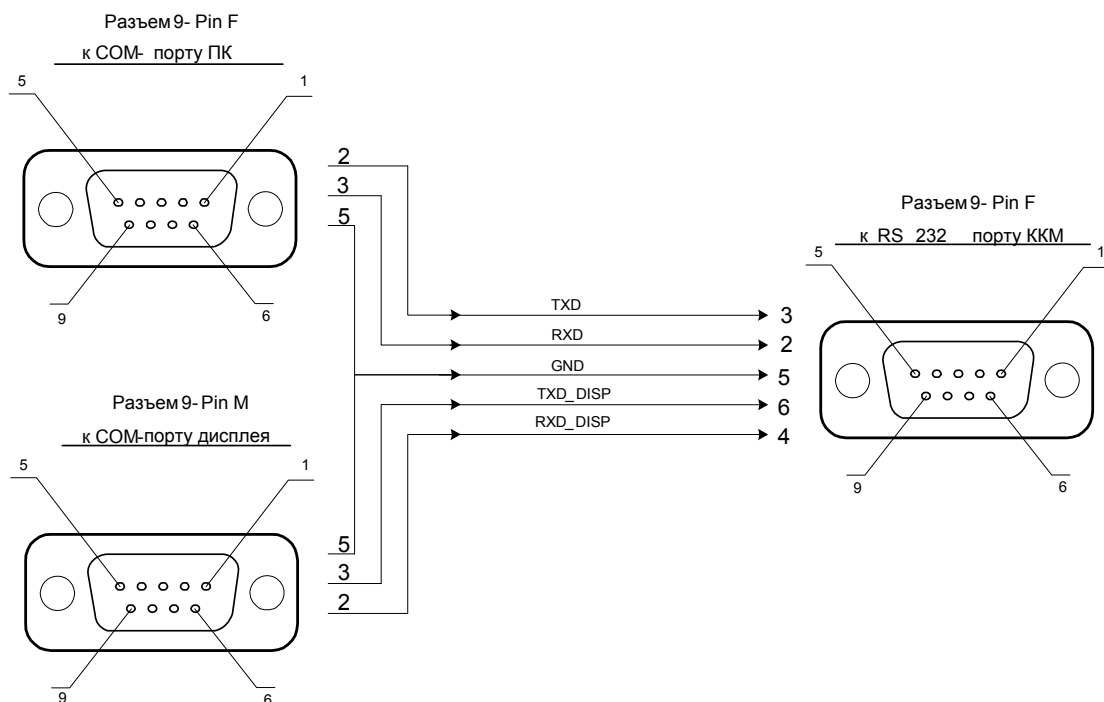 Разъем 9- Pin F
к COM- порту ПК
5
1
2
3
5
9
6
Разъем 9- Pin F
к RS 232 порту ККМ
5
1
TXD
3
RXD
2
GND
5
TXD_DISP
6
RXD_DISP
4
9
6
Разъем 9- Pin M
к COM-порту дисплея
5
1
5
3
2
9
6